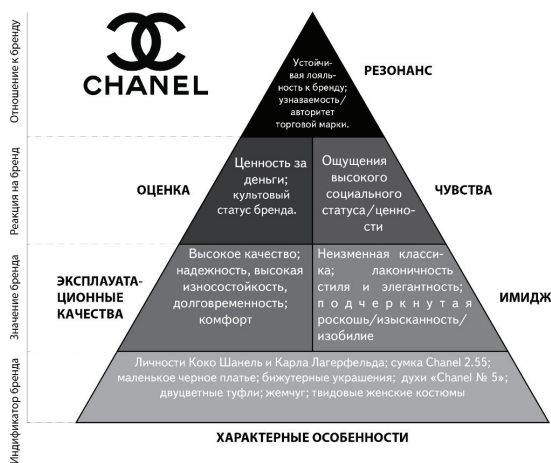 CHANEL
Отношение к бренду
Реакция на бренд
Значение бренда
Индификатор бренда
Устойчи-
вая лояль-
ность к бренду;
узнаваемость/
авторитет
торговой марки.
РЕЗОНАНС
ОЦЕНКА
Ценность за
деньги;
культовый
статус бренда.
Ощущения
высокого
социального
статуса/ценно-
сти
ЧУВСТВА
ЭКСПЛАУАТА-
ЦИОННЫЕ
КАЧЕСТВА
Высокое качество;
надежность, высокая
износостойкость,
долговременность;
комфорт
Неизменная класси-
ка; лаконичность
стиля и элегантность;
подчеркнутая
роскошь/изысканность/
изобилие
ИМИДЖ
Личности Коко Шанель и Карла Лагерфельда; сумка Chanel 2.55;
маленькое черное платье; бижутерные украшения; духи «Chanel № 5»;
двуцветные туфли; жемчуг; твидовые женские костюмы
ХАРАКТЕРНЫЕ ОСОБЕННОСТИ